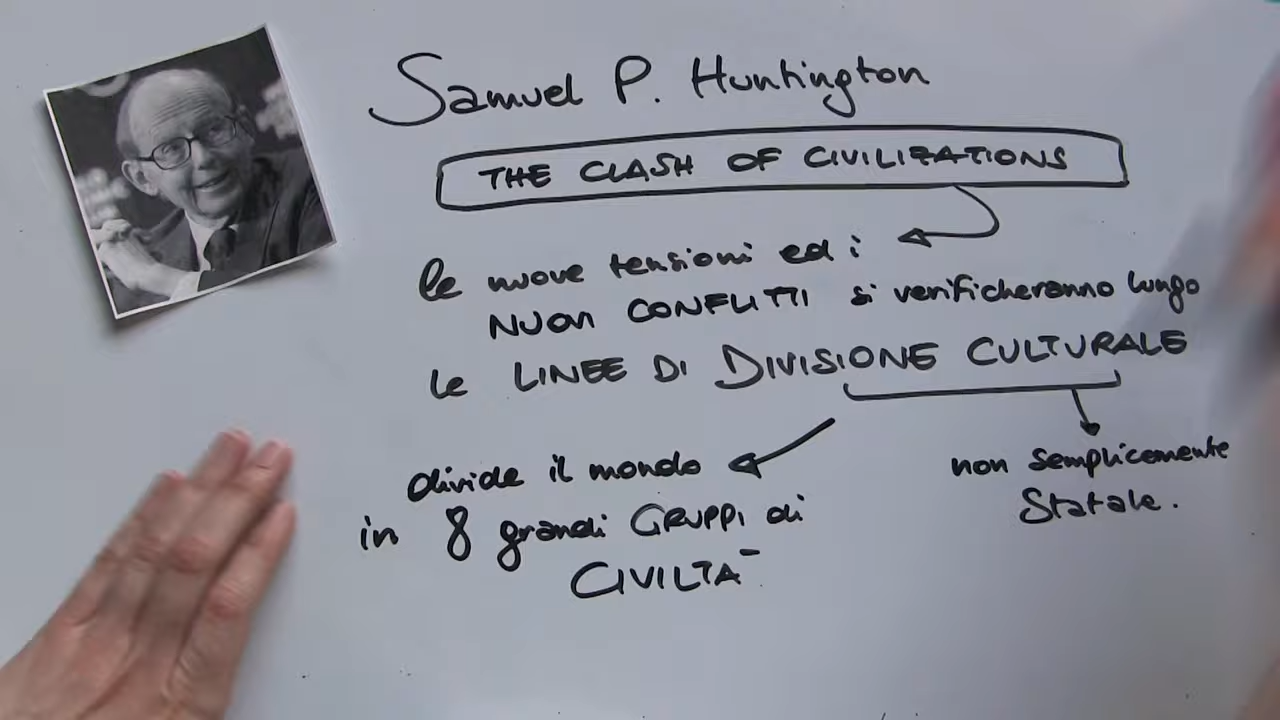 Samuel P. Huntington
THE CLASH OF CIVILIZATIONS
le nuove tensioni ed i
NUOVI CONFLITTI si verificheranno lungo
le LINEE DI DIVISIONE CULTURALE
divide il mondo
in 8 grandi GRUPPI di
CIVILTÀ
non semplicemente
Statale.